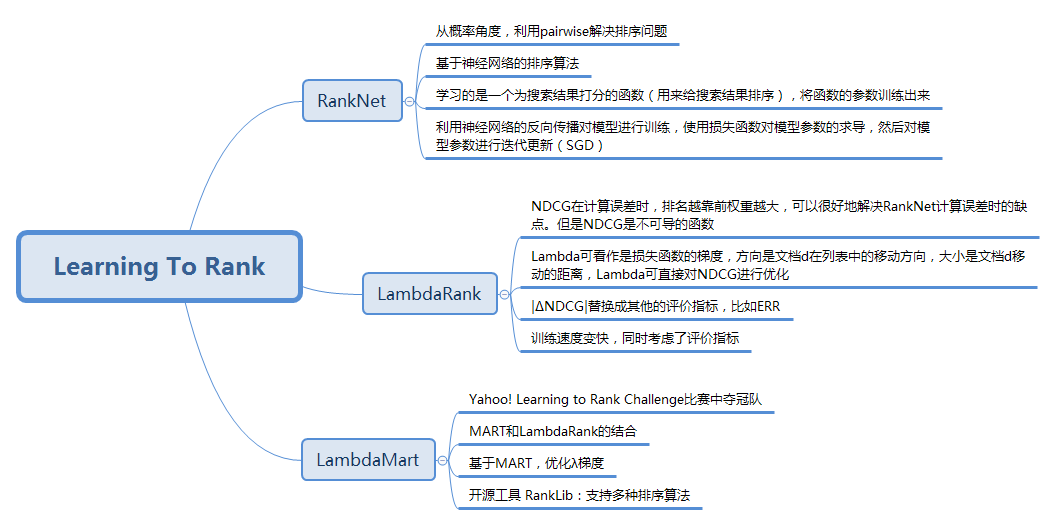 Learning To Rank
RankNet
从概率角度，利用pairwise解决排序问题
基于神经网络的排序算法
学习的是一个为搜索结果打分的函数（用来给搜索结果排序），将函数的参数训练出来
利用神经网络的反向传播对模型进行训练，使用损失函数对模型参数的求导，然后对模
型参数进行迭代更新（SGD）
LambdaRank
NDCG在计算误差时，排名越靠前权重越大，可以很好地解决RankNet计算误差时的缺
点。但是NDCG是不可导的函数
Lambda可看作是损失函数的梯度，方向是文档d在列表中的移动方向，大小是文档d移
动的距离，Lambda可直接对NDCG进行优化
|ΔNDCG|替换成其他的评价指标，比如ERR
训练速度变快，同时考虑了评价指标
LambdaMart
Yahoo! Learning to Rank Challenge比赛中夺冠队
MART和LambdaRank的结合
基于MART，优化λ梯度
开源工具 RankLib：支持多种排序算法